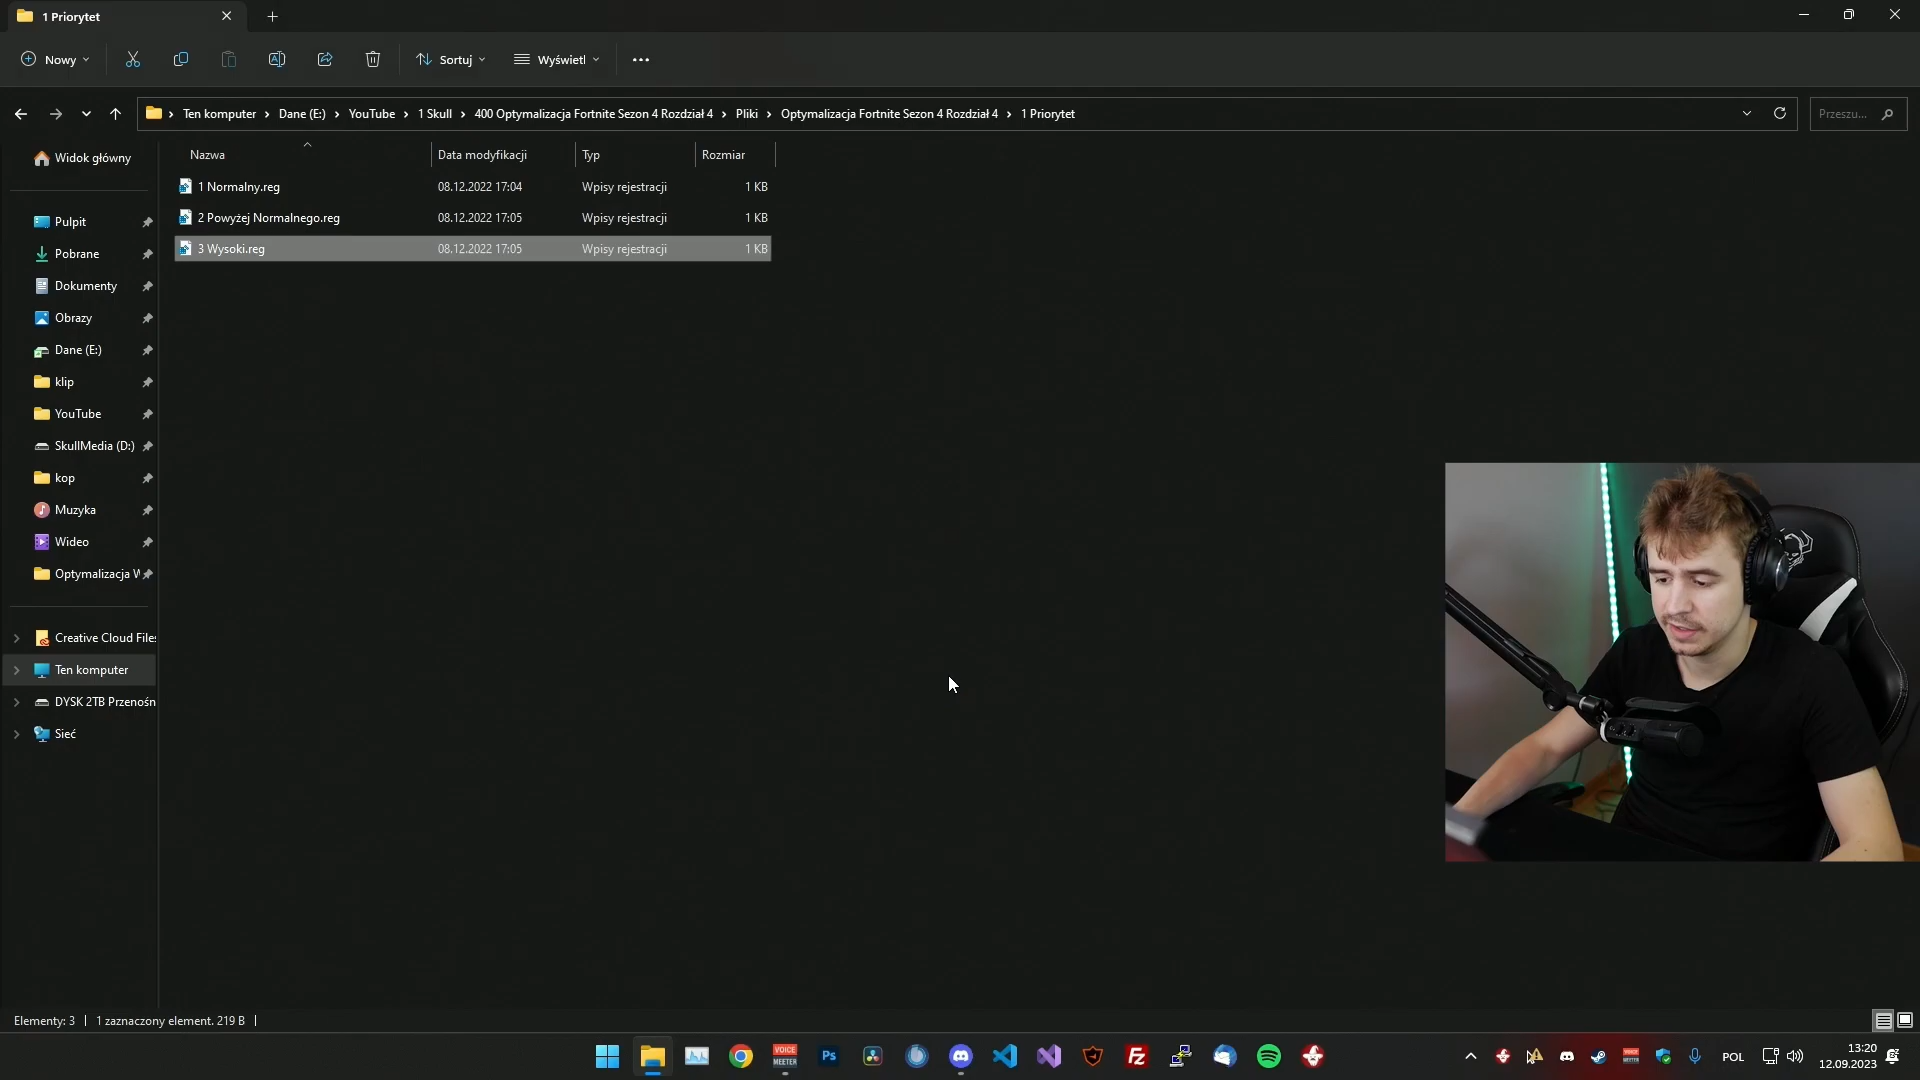 1 Priorytet
Nowy
Sortuj
Wyświetl
Ten komputer
Dane (E:)
YouTube
1 Skull
400 Optymalizacja Fortnite Sezon 4 Rozdział 4
Pliki
Optymalizacja Fortnite Sezon 4 Rozdział 4
1 Priorytet
Przeszu...
Nazwa
Data modyfikacji
Typ
Rozmiar
1 Normalny.reg
08.12.2022 17:04
Wpisy rejestracji
1 KB
2 Powyżej Normalnego.reg
08.12.2022 17:05
Wpisy rejestracji
1 KB
3 Wysoki.reg
08.12.2022 17:05
Wpisy rejestracji
1 KB
Widok główny
Pulpit
Pobrane
Dokumenty
Obrazy
Dane (E:)
klip
YouTube
SkullMedia (D:)
kop
Muzyka
Wideo
Optymalizacja W
Creative Cloud Files
Ten komputer
DYSK 2TB Przenośn
Sieć
Elementy: 3
1 zaznaczony element. 219 B
VOICE
MEETER
Ps
FZ
POL
13:20
12.09.2023